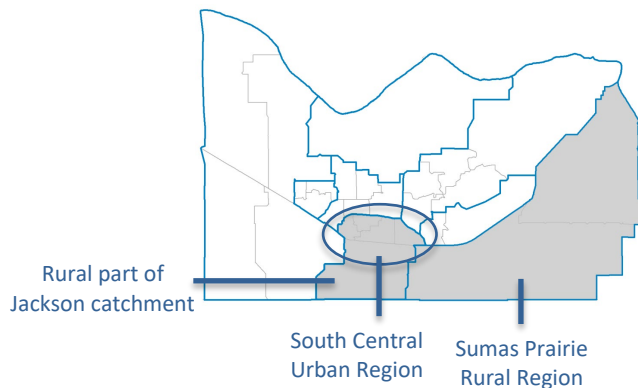 Rural part of
Jackson catchment
South Central
Urban Region
Sumas Prairie
Rural Region